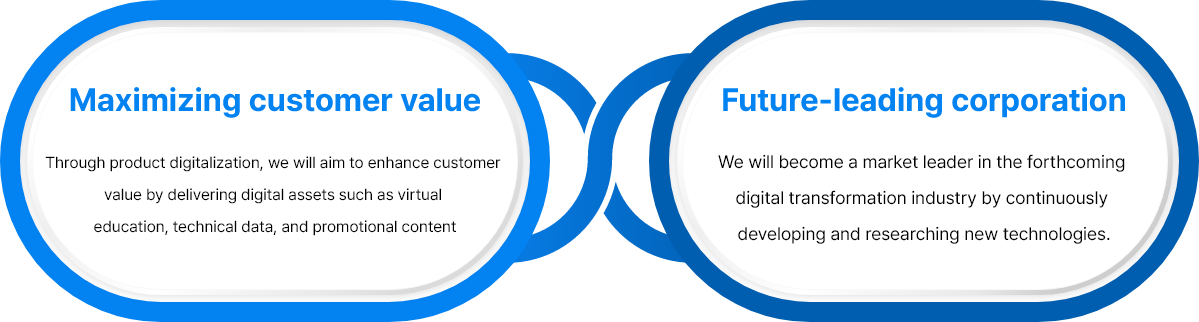 Maximizing customer value
Through product digitalization, we will aim to enhance customer
value by delivering digital assets such as virtual
education, technical data, and promotional content
Future-leading corporation
We will become a market leader in the forthcoming
digital transformation industry by continuously
developing and researching new technologies.